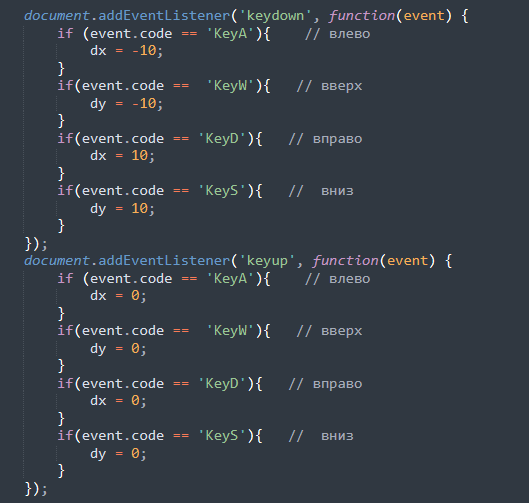 document.addEventListener('keydown', function(event) {
    if (event.code == 'KeyA'){    // влево
        dx = -10;
    }
    if(event.code ==  'KeyW'){   // вверх
        dy = -10;
    }
    if(event.code == 'KeyD'){   // вправо
        dx = 10;
    }
    if(event.code == 'KeyS'){   //  вниз
        dy = 10;
    }
});
document.addEventListener('keyup', function(event) {
    if (event.code == 'KeyA'){    // влево
        dx = 0;
    }
    if(event.code ==  'KeyW'){   // вверх
        dy = 0;
    }
    if(event.code == 'KeyD'){   // вправо
        dx = 0;
    }
    if(event.code == 'KeyS'){   //  вниз
        dy = 0;
    }
});